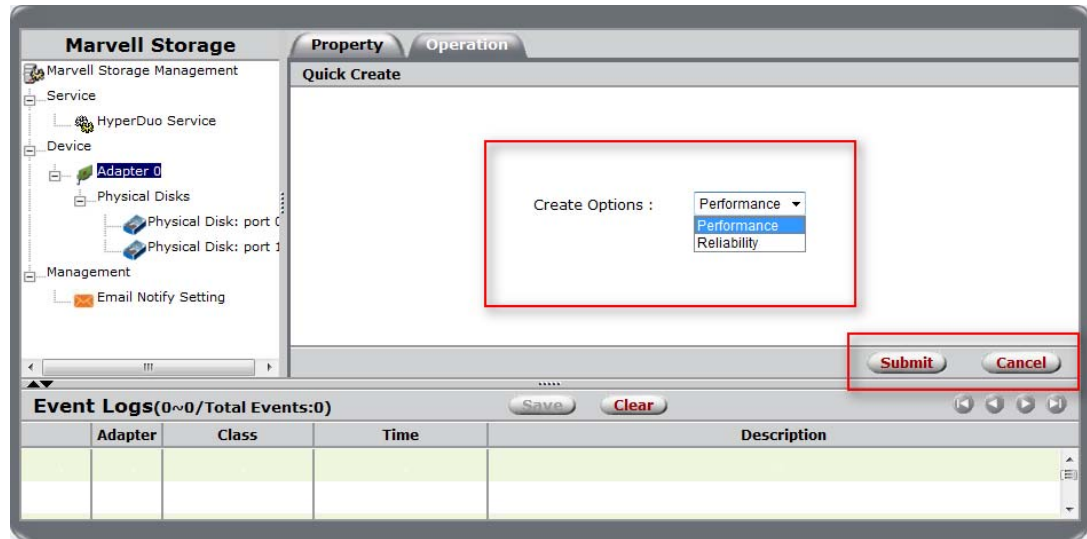 Marvell Storage
Property
Operation
Marvell Storage Management
Quick Create
Service
HyperDuo Service
Device
Adapter 0
Physical Disks
Physical Disk: port 0
Physical Disk: port 1
Management
Email Notify Setting
Create Options :
Performance
Performance
Reliability
Submit
Cancel
Event Logs(0~0/Total Events:0)
Save
Clear
Adapter
Class
Time
Description